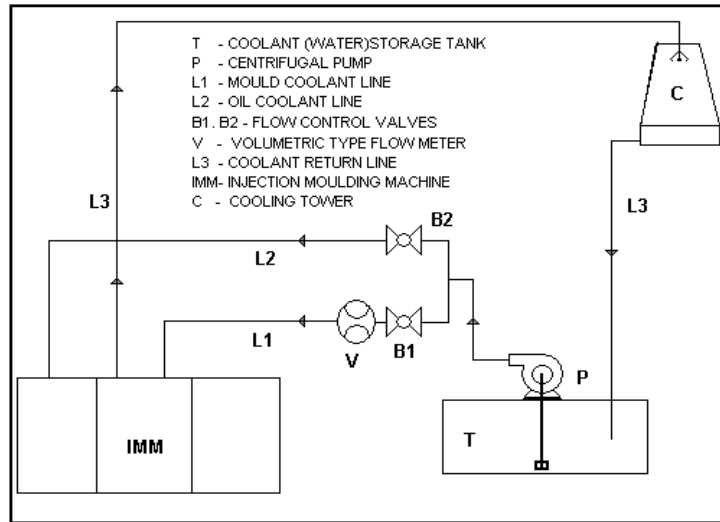 T - COOLANT (WATER)STORAGE TANK
P - CENTRIFUGAL PUMP
L1 - MOULD COOLANT LINE
L2 - OIL COOLANT LINE
B1. B2 - FLOW CONTROL VALVES
V - VOLUMETRIC TYPE FLOW METER
L3 - COOLANT RETURN LINE
IMM- INJECTION MOULDING MACHINE
C - COOLING TOWER
C
L3
L3
B2
L2
L1
V
B1
P
T
IMM